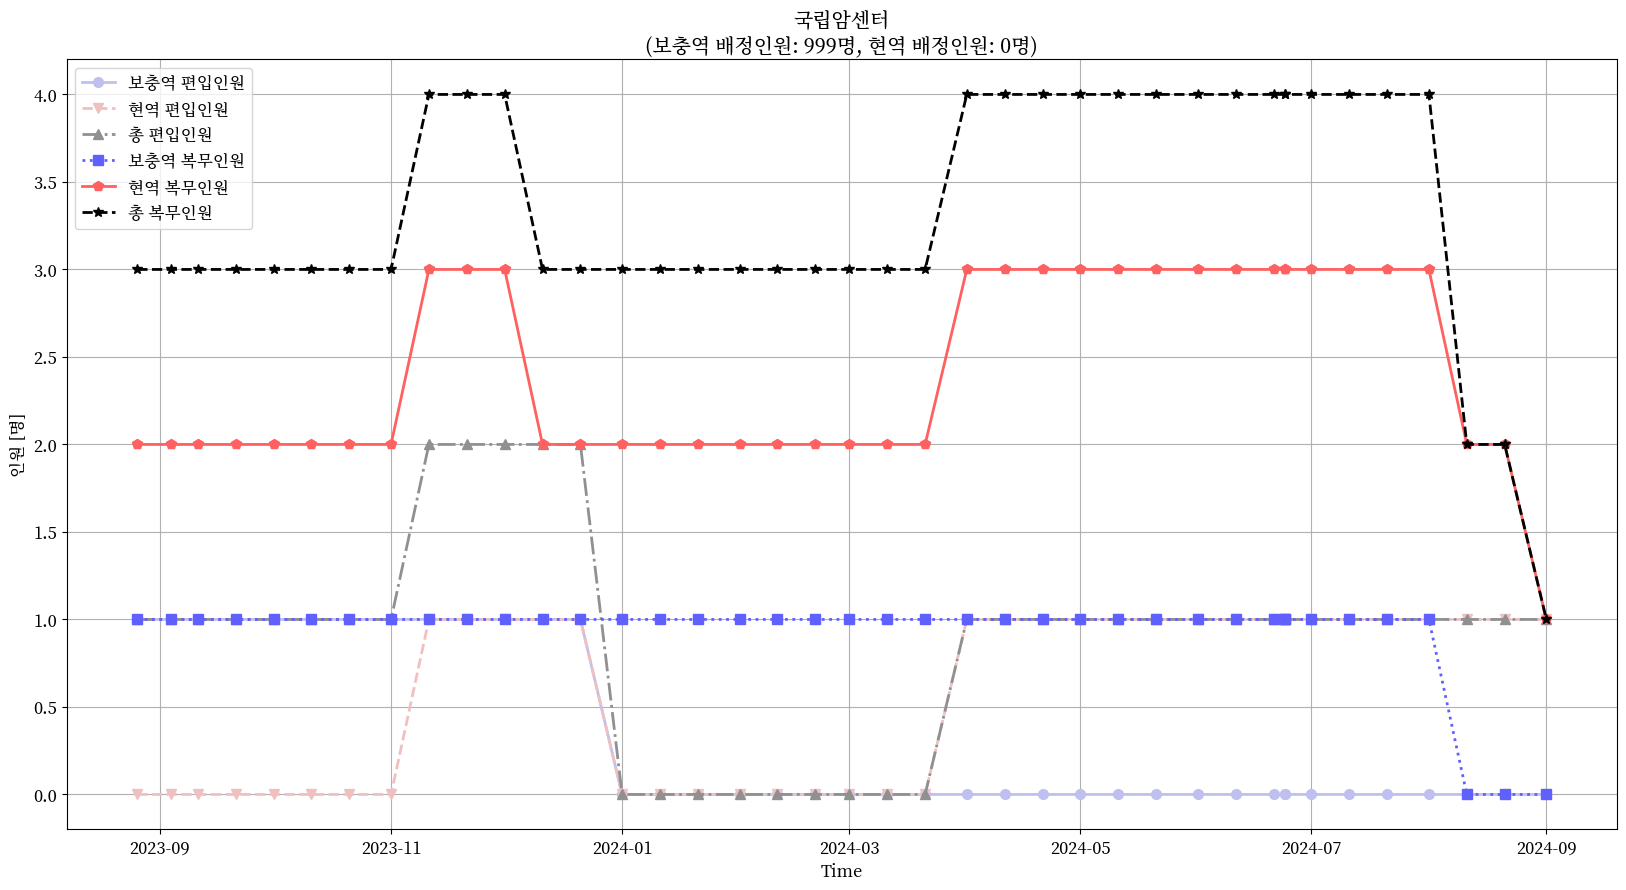 국립암센터
(보충역 배정인원: 999명, 현역 배정인원: 0명)
보충역 편입인원
현역 편입인원
총 편입인원
보충역 복무인원
현역 복무인원
총 복무인원
4.0
3.5
3.0
2.5
2.0
1.5
1.0
0.5
0.0
인원 [명]
2023-09
2023-11
2024-01
2024-03
2024-05
2024-07
2024-09
Time